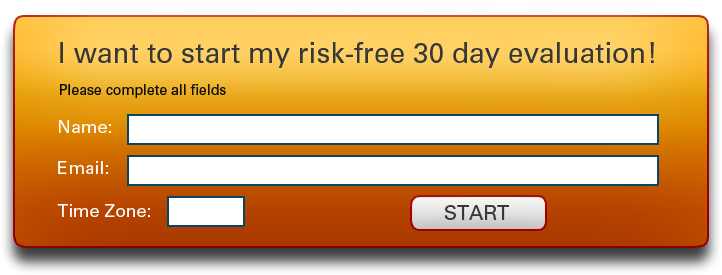 I want to start my risk-free 30 day evaluation!
Please complete all fields
Name:
Email:
Time Zone:
START